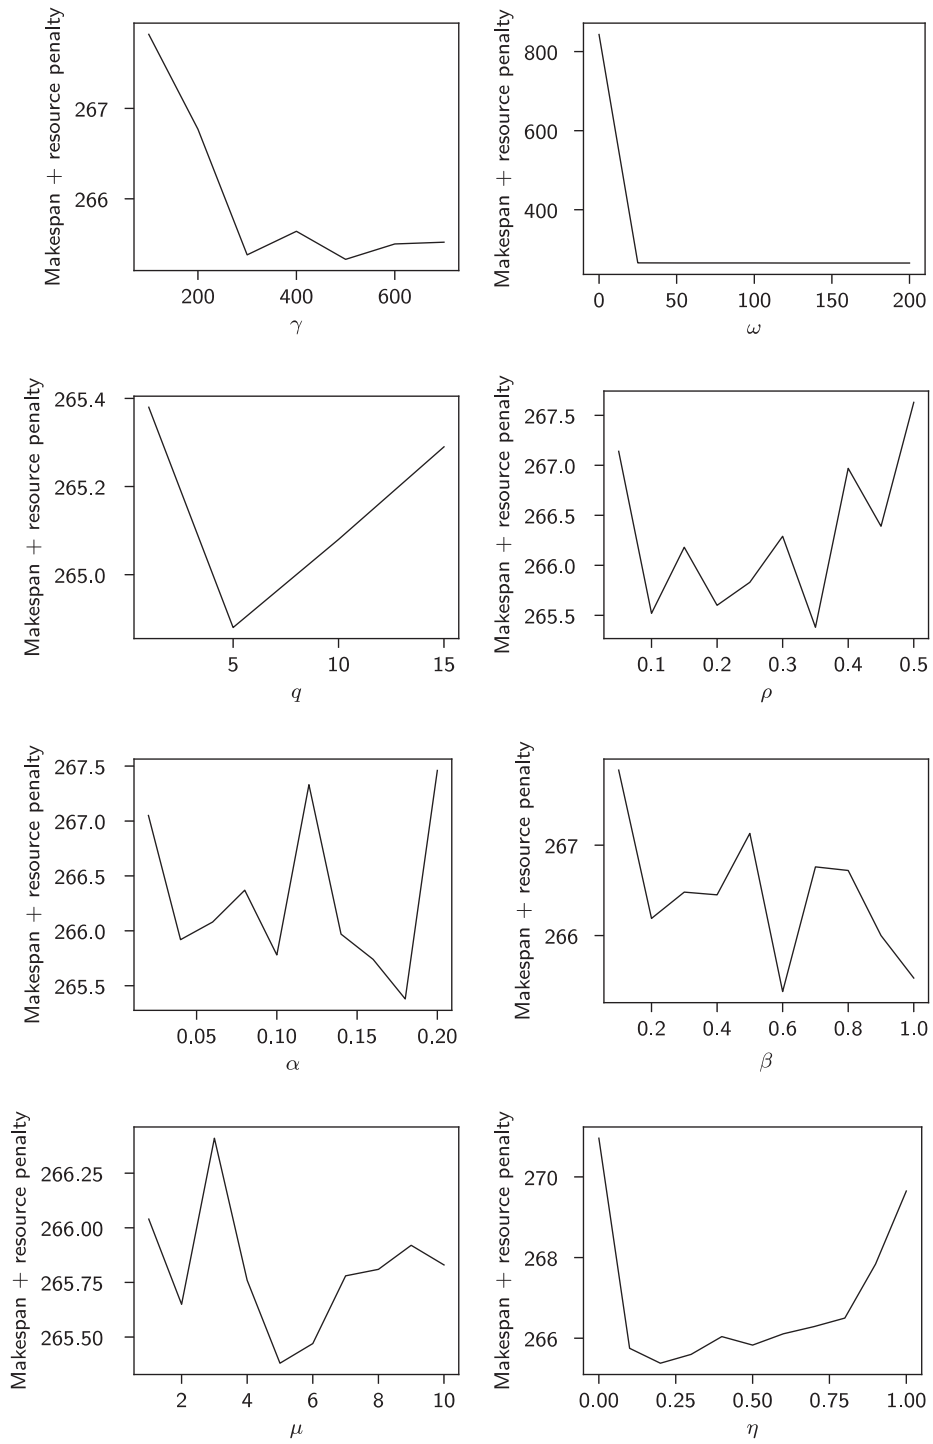 Makespan + resource penalty
267
266
200 400 600
γ
Makespan + resource penalty
800
600
400
0 50 100 150 200
ω
Makespan + resource penalty
265.4
265.2
265.0
5 10 15
q
Makespan + resource penalty
267.5
267.0
266.5
266.0
265.5
0.1 0.2 0.3 0.4 0.5
ρ
Makespan + resource penalty
267.5
267.0
266.5
266.0
265.5
0.05 0.10 0.15 0.20
α
Makespan + resource penalty
267
266
0.2 0.4 0.6 0.8 1.0
β
Makespan + resource penalty
266.25
266.00
265.75
265.50
2 4 6 8 10
μ
Makespan + resource penalty
270
268
266
0.00 0.25 0.50 0.75 1.00
η